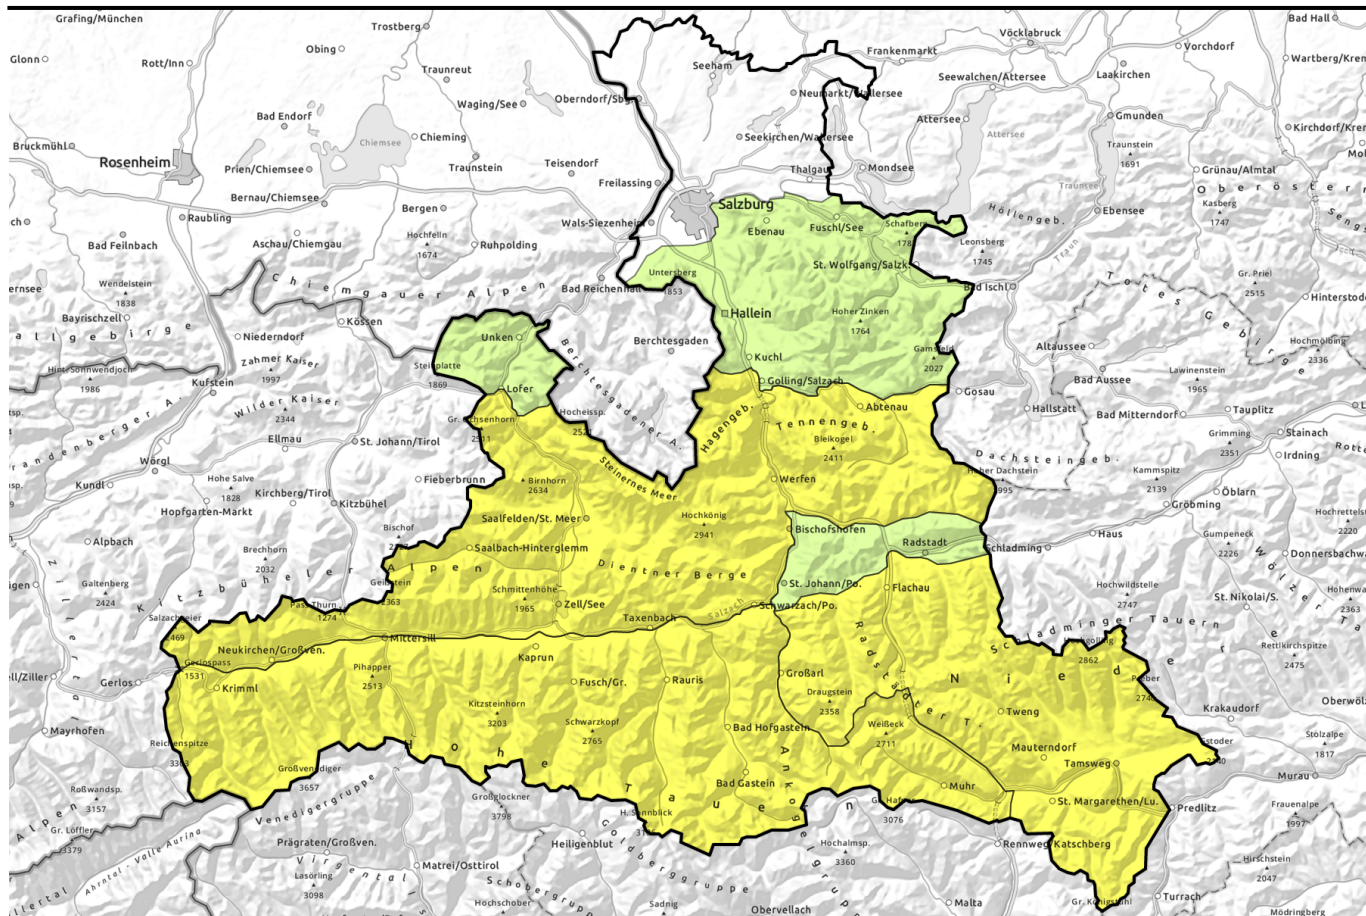 Grafing/München
Trostberg
Obing
Glonn
Rott/Inn
Traunreut
Waging/See
Bad Endorf
Chiemsee
Chieming
Bruckmühl
Rosenheim
Prien/Chiemsee
Traunstein
Teisendorf
Bernau/Chiemsee
Raubling
Bergen
Freilassing
Wals-Siezenheim
Bad Feilnbach
Aschau/Chiemgau
Hochfelln
1674
Ruhpolding
Wendelstein
1838
Chiemgauer Alpen
Bad Reichenhall
Bayrischzell
Niederndorf
Kössen
Oberndorf/Sbg.
Seeham
Frankenmarkt
Vöcklabruck
Bad Hall
Vorchdorf
Wartberg/Krem
Laakirchen
Seewalchen/Attersee
Neumarkt/Wallersee
Attersee
Attersee
Gmunden
Kirchdorf/Krem
Seekirchen/Wallersee
Traunstein
1691
Thalgau
Mondsee
Grünau/Almtal
Traunsee
Kasberg
1747
Salzburg
Ebenau
Fuschl/See
Schafberg
Höllengeb.
Ebensee
Leonsberg
1745
Traun
Untersberg
1853
St. Wolfgang/Salzk.
Bad Ischl
Totes Gebirge
Gr. Priel
2515
Hinterstoder
Hallein
Hoher Zinken
1764
Berchtesgaden
Berchtesgadener A.
Unken
Steinplatte
1869
Lofer
Kuchl
Gamsfeld
2027
Altaussee
Hochmölbing
2336
Golling/Salzach
Gosau
Bad Aussee
Lawinenstein
1965
Hallstatt
Bad Mitterndorf
Tauplitz
Hint. Sonnwendjoch
1986
Kufstein
Zahmer Kaiser
1997
Wilder Kaiser
2344
Ellmau
St. Johann/Tirol
Wörgl
Kundl
Hohe Salve
1828
Hopfgarten-Markt
Kirchberg/Tirol
Kitzbühel
Fieberbrunn
2511
Hocheissp.
Hagengeb.
Tennengeb.
Abtenau
Bleikogel
2411
Steinernes Meer
Birnhorn
2634
Werfen
Dachsteingeb.
Hoher Dachstein
2995
Grimming
2351
Stainach
Irdning
Kammspitz
2139
Öblarn
Gröbming
Saalfelden/St. Meer
Hochkönig
2941
Bischofshofen
Radstadt
Schladming
Haus
Gumpeneck
2226
2220
Alpbach
Brechhorn
2032
Galtenberg
2424
Kitzbüheler Alpen
Saalbach-Hinterglemm
Geißstein
2363
Dientner Berge
Schmittenhöhe
1965
Zell/See
Taxenbach
Salzach
St. Johann/Po.
Schwarzach/Po.
Flachau
Hochwildstelle
2747
St. Nikolai/S.
Wölzer Ta
2363
Pass Thurn
1274
Mittersill
Neukirchen/Großven.
Gerlospass
1531
Gerlos
Krimml
Pihapper
2513
Kaprun
Fusch/Gr.
Rauris
Großarl
Draugstein
2358
Radstädter T.
Schladminger Tauern
Hochgolling
2862
Rettlkirchspitze
2475
Preber
2740
Krakaudorf
Kitzsteinhorn
3203
Schwarzkopf
2765
Bad Hofgastein
Weißeck
2711
Tweng
Mauterndorf
Tamsweg
Stolzalpe
1817
Murau
Mayrhofen
Reichenspitze
Großvenediger
3657
Venedigergruppe
Hohe Tauern
Großglockner
3798
Bad Gastein
Ankogelgruppe
H. Sonnblick
Muhr
3076
St. Margarethen/Lu.
Predlitz
Frauenalpe
1997
Roßwandsp.
3157
Gr. Löffler
3379
Ahrntal - Valle Aurina
Prägraten/Großven.
Lasörling
3098
Matrei/Osttirol
Heiligenblut
Goldberggruppe
Schobergruppe
Hochschober
Sadnig
Obervellach
Hochalmsp.
3360
Rennweg/Katschberg
Malta
Gr. Königstuhl
Turrach
Hirschstein
2047
Mödringberg